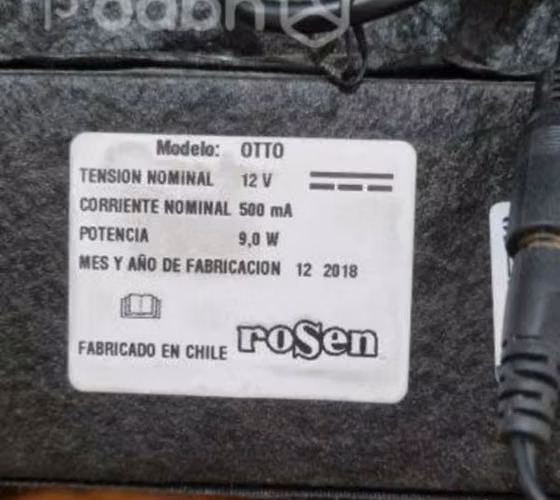 Modelo: OTTO
TENSION NOMINAL 12 V
CORRIENTE NOMINAL 500 mA
POTENCIA 9,0 W
MES Y AÑO DE FABRICACION 12 2018
FABRICADO EN CHILE roSen